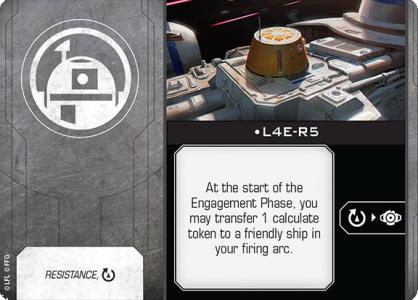 •L4E-R5
At the start of the
Engagement Phase, you
may transfer 1 calculate
token to a friendly ship in
your firing arc.
RESISTANCE,
©LFL ©FFG